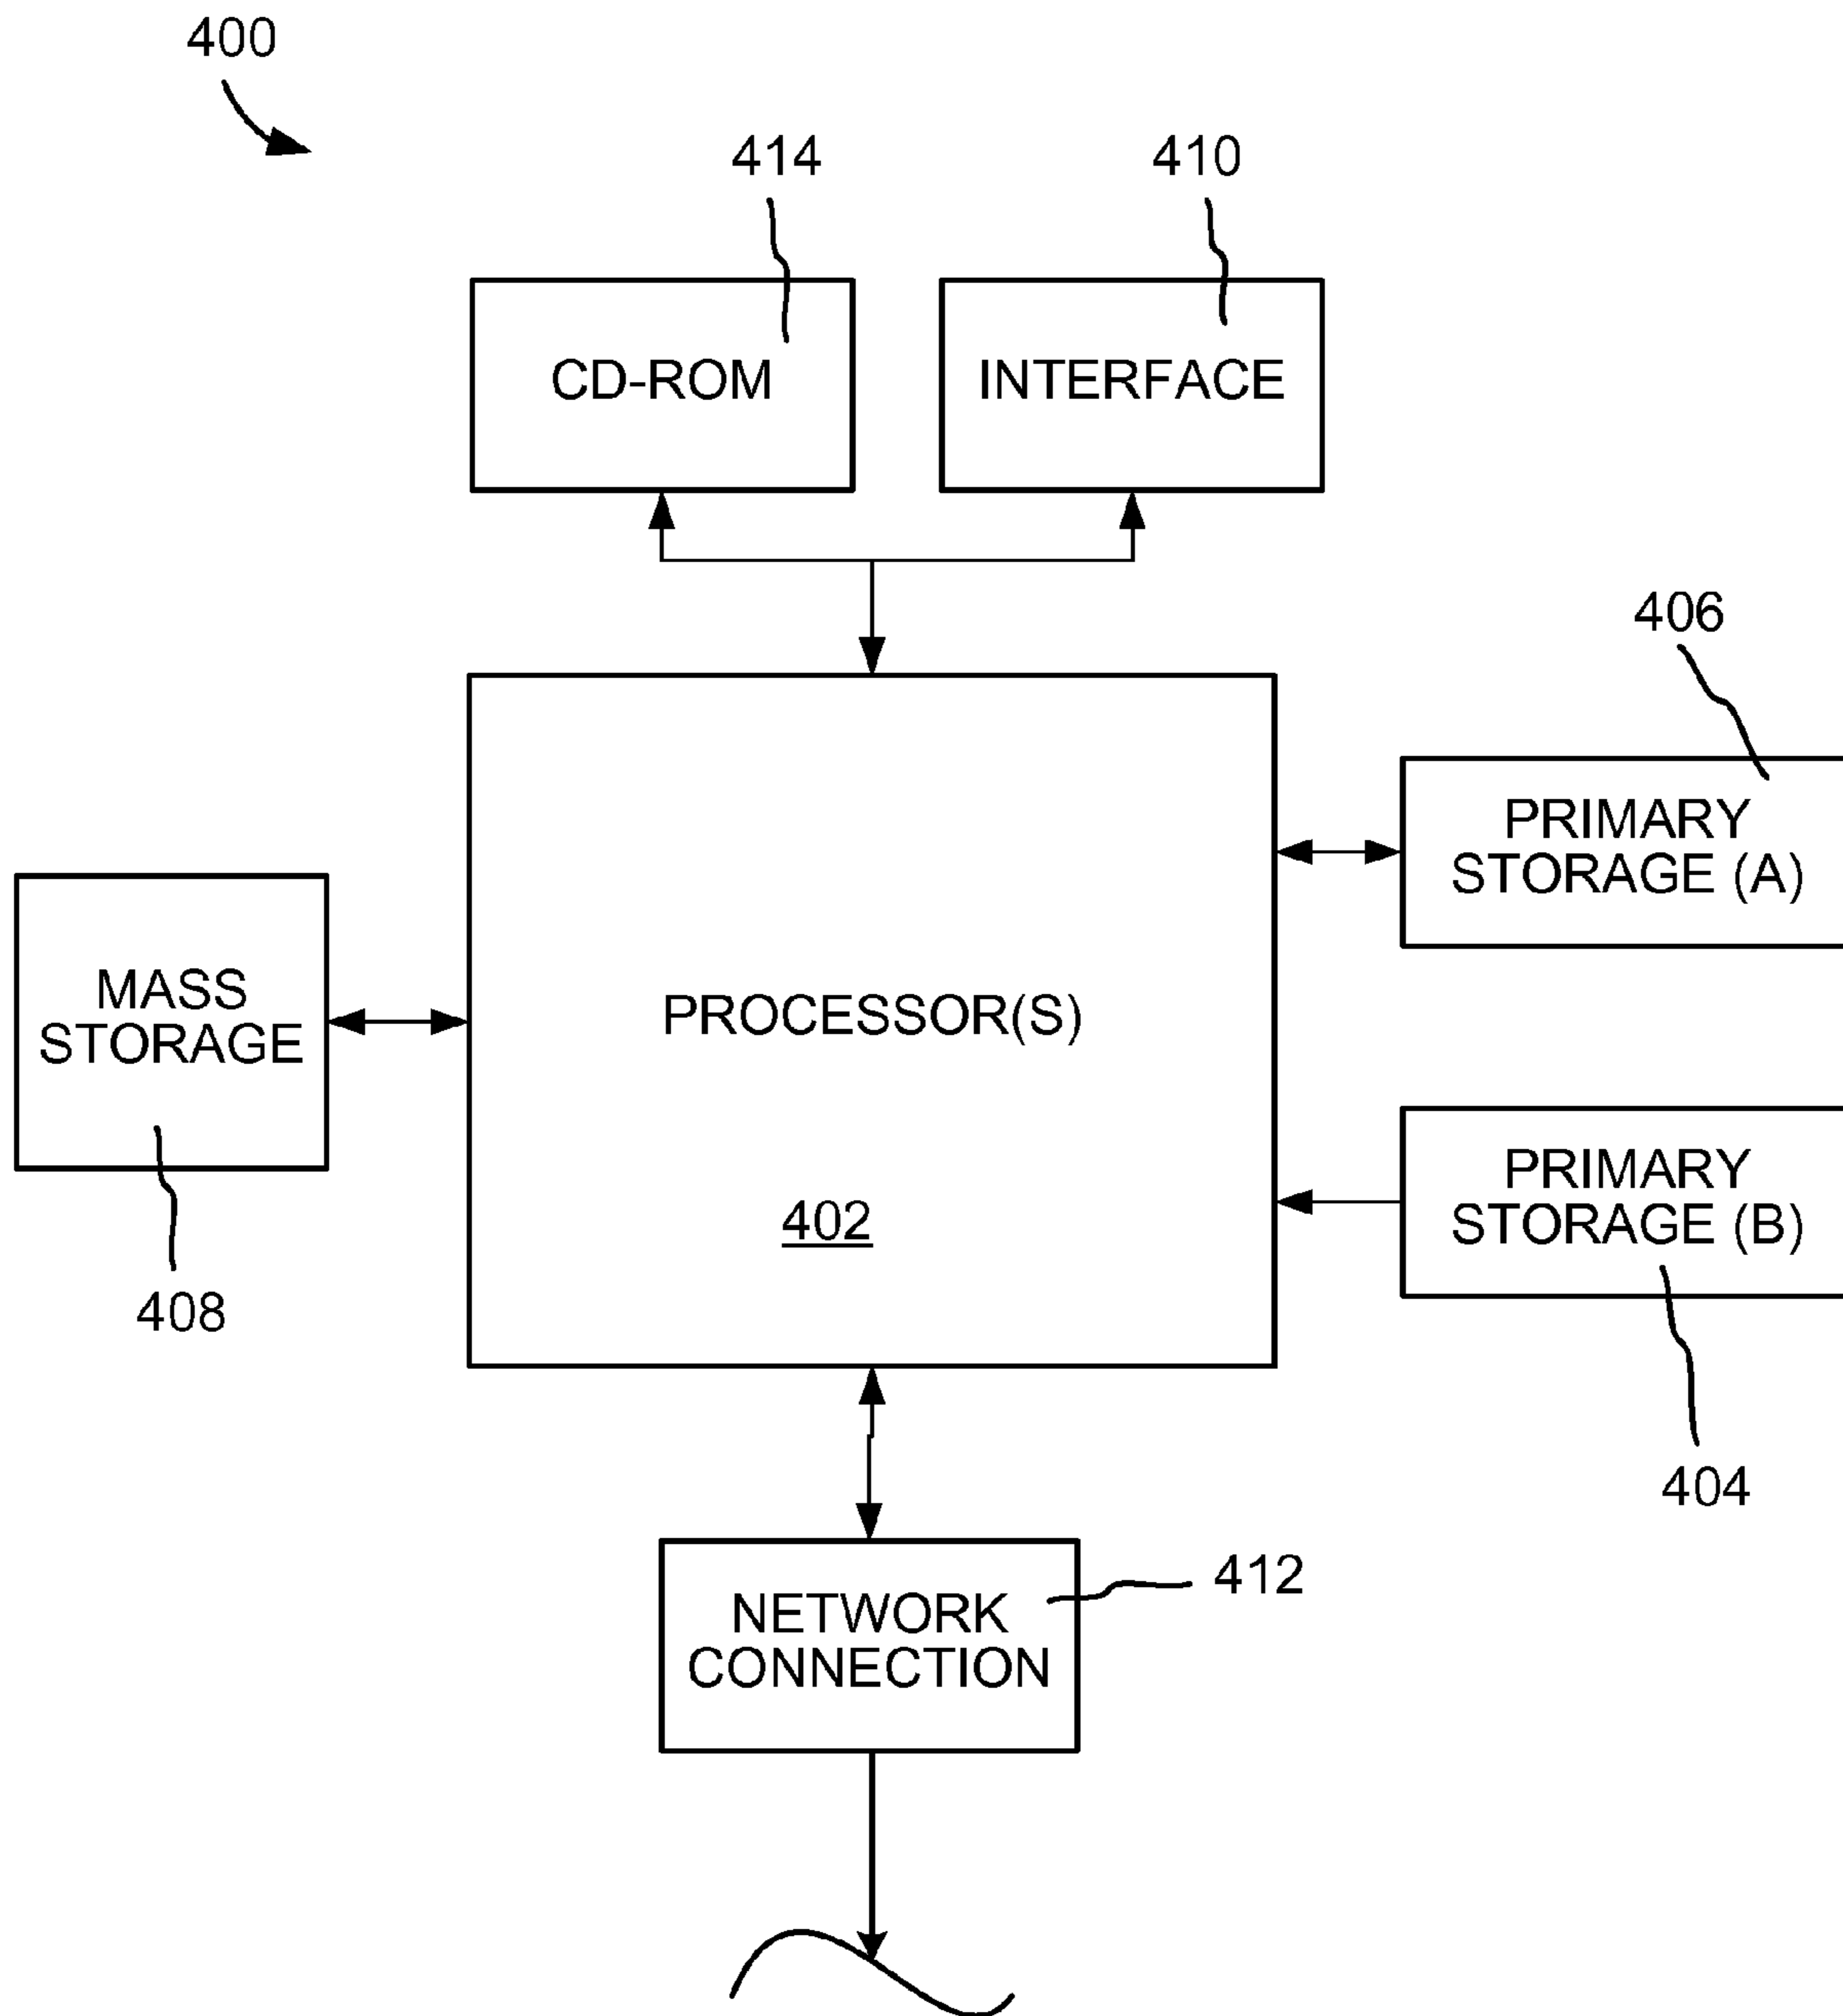 400
414
410
CD-ROM
INTERFACE
406
PRIMARY
STORAGE (A)
MASS
STORAGE
PROCESSOR(S)
PRIMARY
STORAGE (B)
402
408
404
412
NETWORK
CONNECTION